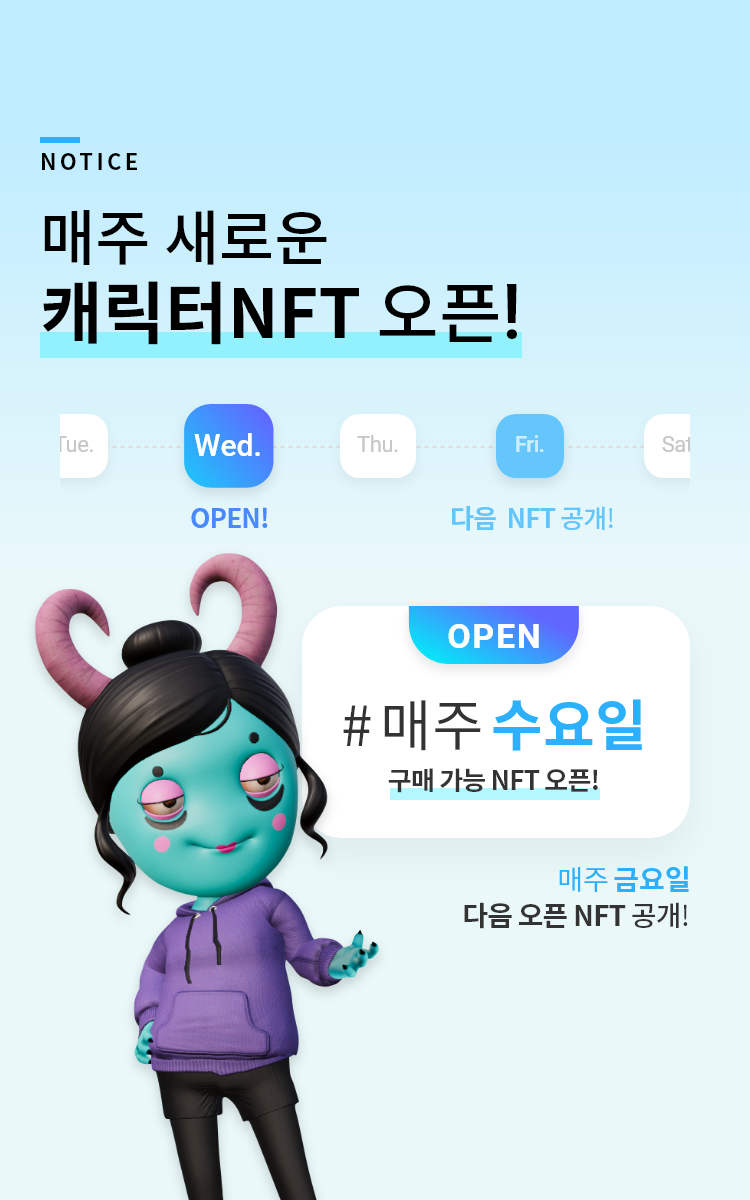 NOTICE
매주 새로운
캐릭터NFT 오픈!
Tue. Wed. Thu. Fri. Sat
OPEN! 다음 NFT 공개!
OPEN
# 매주 수요일
구매 가능 NFT 오픈!
매주 금요일
다음 오픈 NFT 공개!